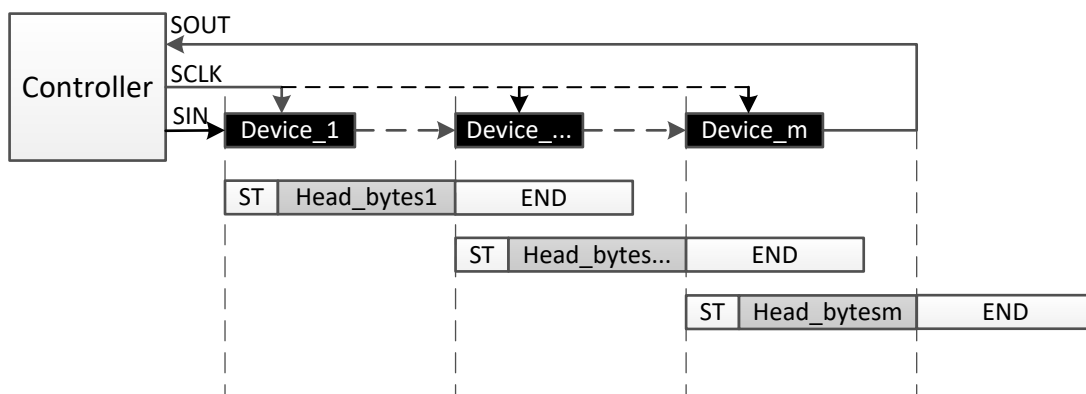 SOUT
Controller
SCLK
SIN
Device_1
Device_...
Device_m
ST Head_bytes1 END
ST Head_bytes... END
ST Head_bytesm END